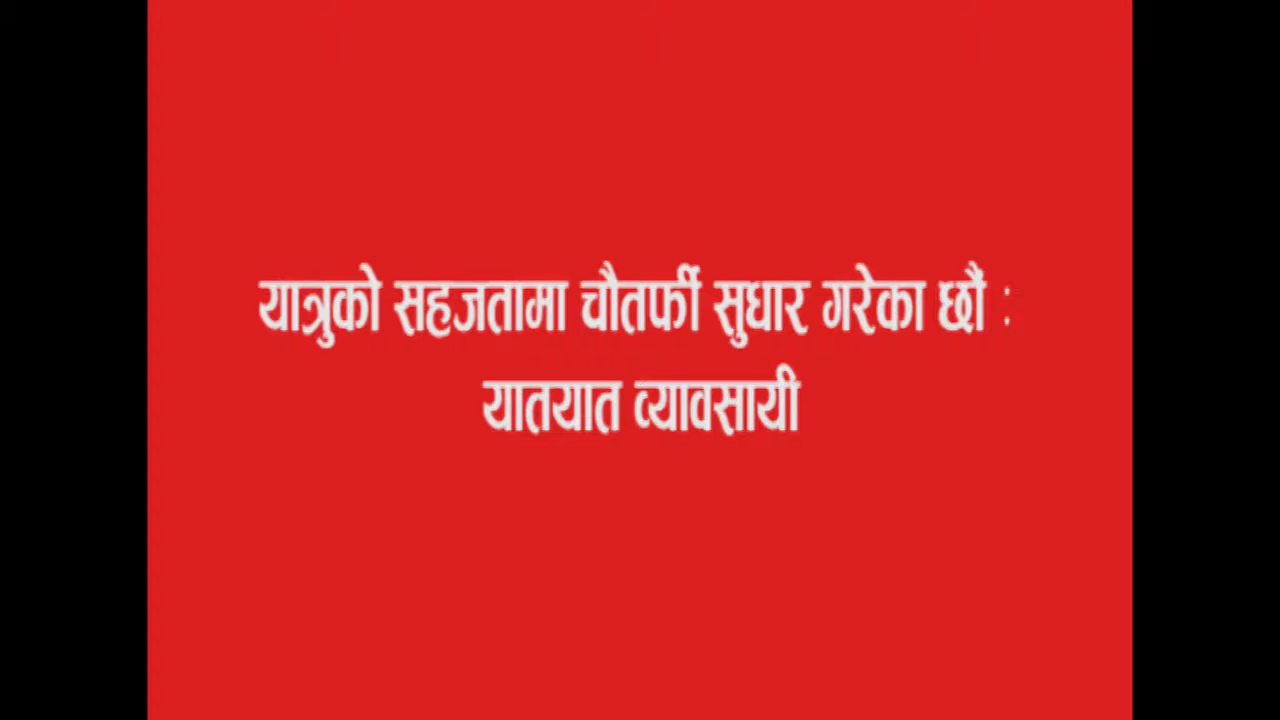 यात्रुको सहजतामा चौतर्फी सुधार गरेका छौं :
यातयात व्यावसायी